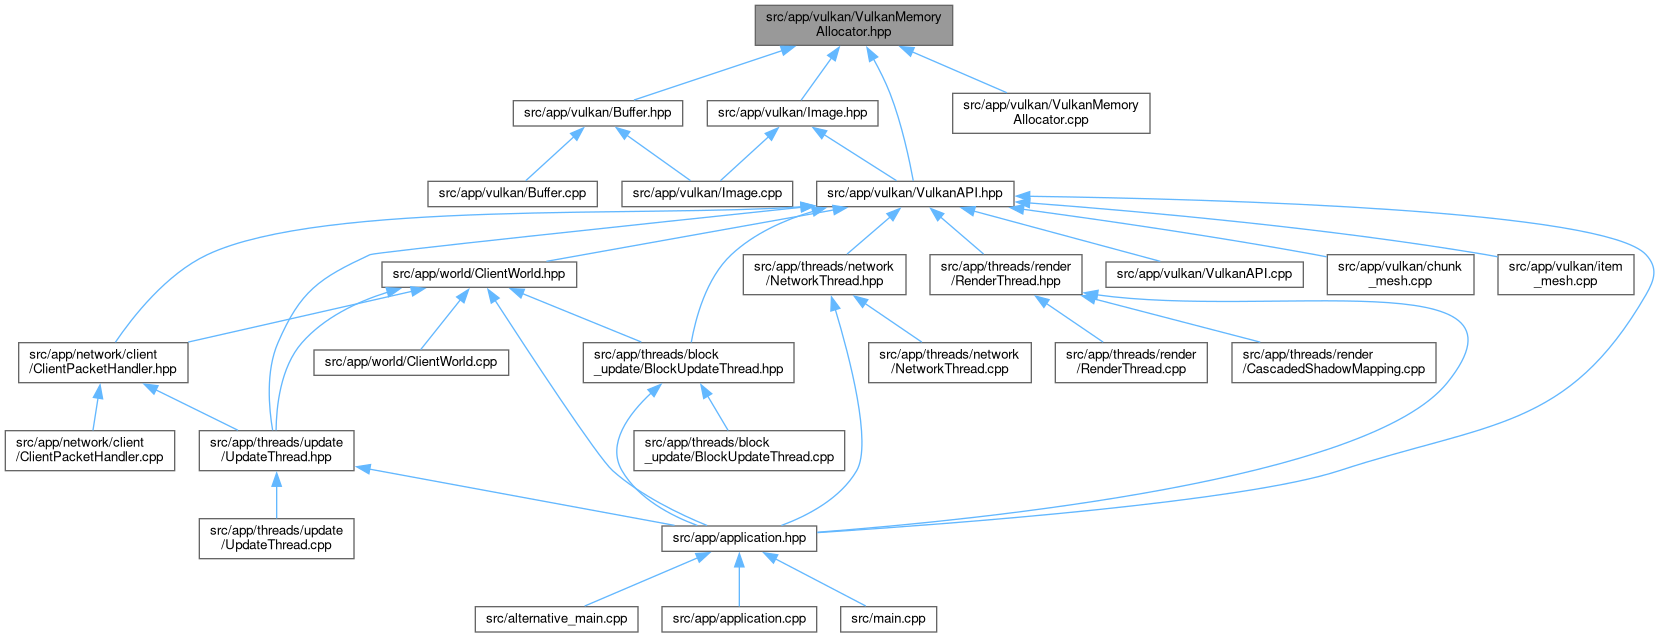 src/app/vulkan/VulkanMemory
Allocator.hpp
src/app/vulkan/Buffer.hpp
src/app/vulkan/Image.hpp
src/app/vulkan/VulkanMemory
Allocator.cpp
src/app/vulkan/Buffer.cpp
src/app/vulkan/Image.cpp
src/app/vulkan/VulkanAPI.hpp
src/app/world/ClientWorld.hpp
src/app/threads/network
/NetworkThread.hpp
src/app/threads/render
/RenderThread.hpp
src/app/vulkan/VulkanAPI.cpp
src/app/vulkan/chunk
_mesh.cpp
src/app/vulkan/item
_mesh.cpp
src/app/network/client
/ClientPacketHandler.hpp
src/app/world/ClientWorld.cpp
src/app/threads/block
_update/BlockUpdateThread.hpp
src/app/threads/network
/NetworkThread.cpp
src/app/threads/render
/RenderThread.cpp
src/app/threads/render
/CascadedShadowMapping.cpp
src/app/network/client
/ClientPacketHandler.cpp
src/app/threads/update
/UpdateThread.hpp
src/app/threads/block
_update/BlockUpdateThread.cpp
src/app/threads/update
/UpdateThread.cpp
src/app/application.hpp
src/alternative_main.cpp
src/app/application.cpp
src/main.cpp